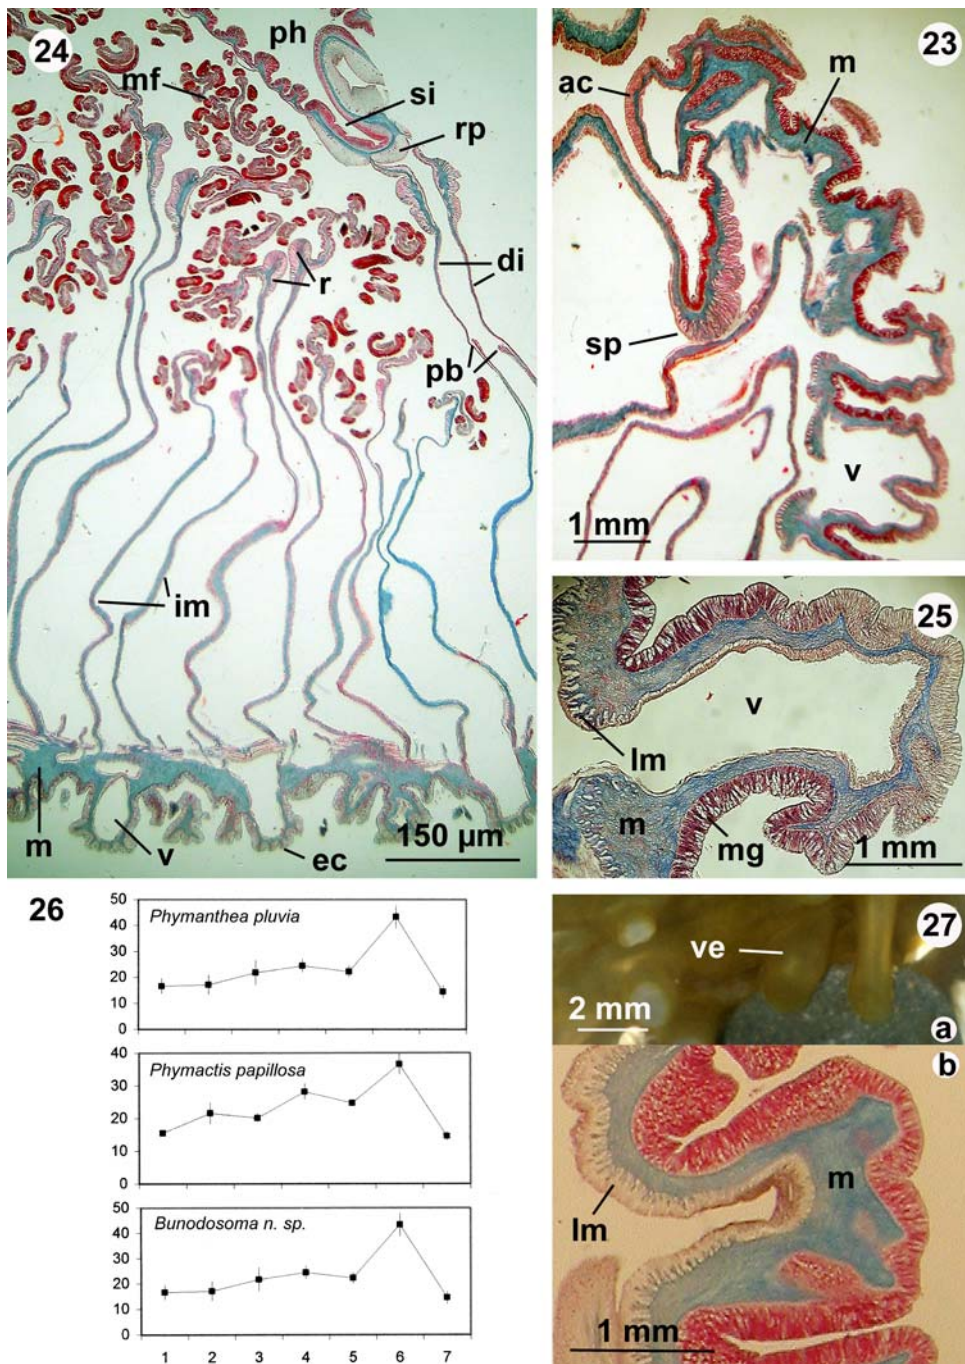 24
ph
mf
si
rp
di
r
pb
im
m
v
ec
150 µm
23
ac
m
sp
v
1 mm
25
v
lm
m
mg
1 mm
26
50
40
30
20
10
0
Phymanthea pluvia
40
30
20
10
0
Phymactis papillosa
50
40
30
20
10
0
Bunodosoma n. sp.
1 2 3 4 5 6 7
27
ve
2 mm
a
b
m
lm
1 mm